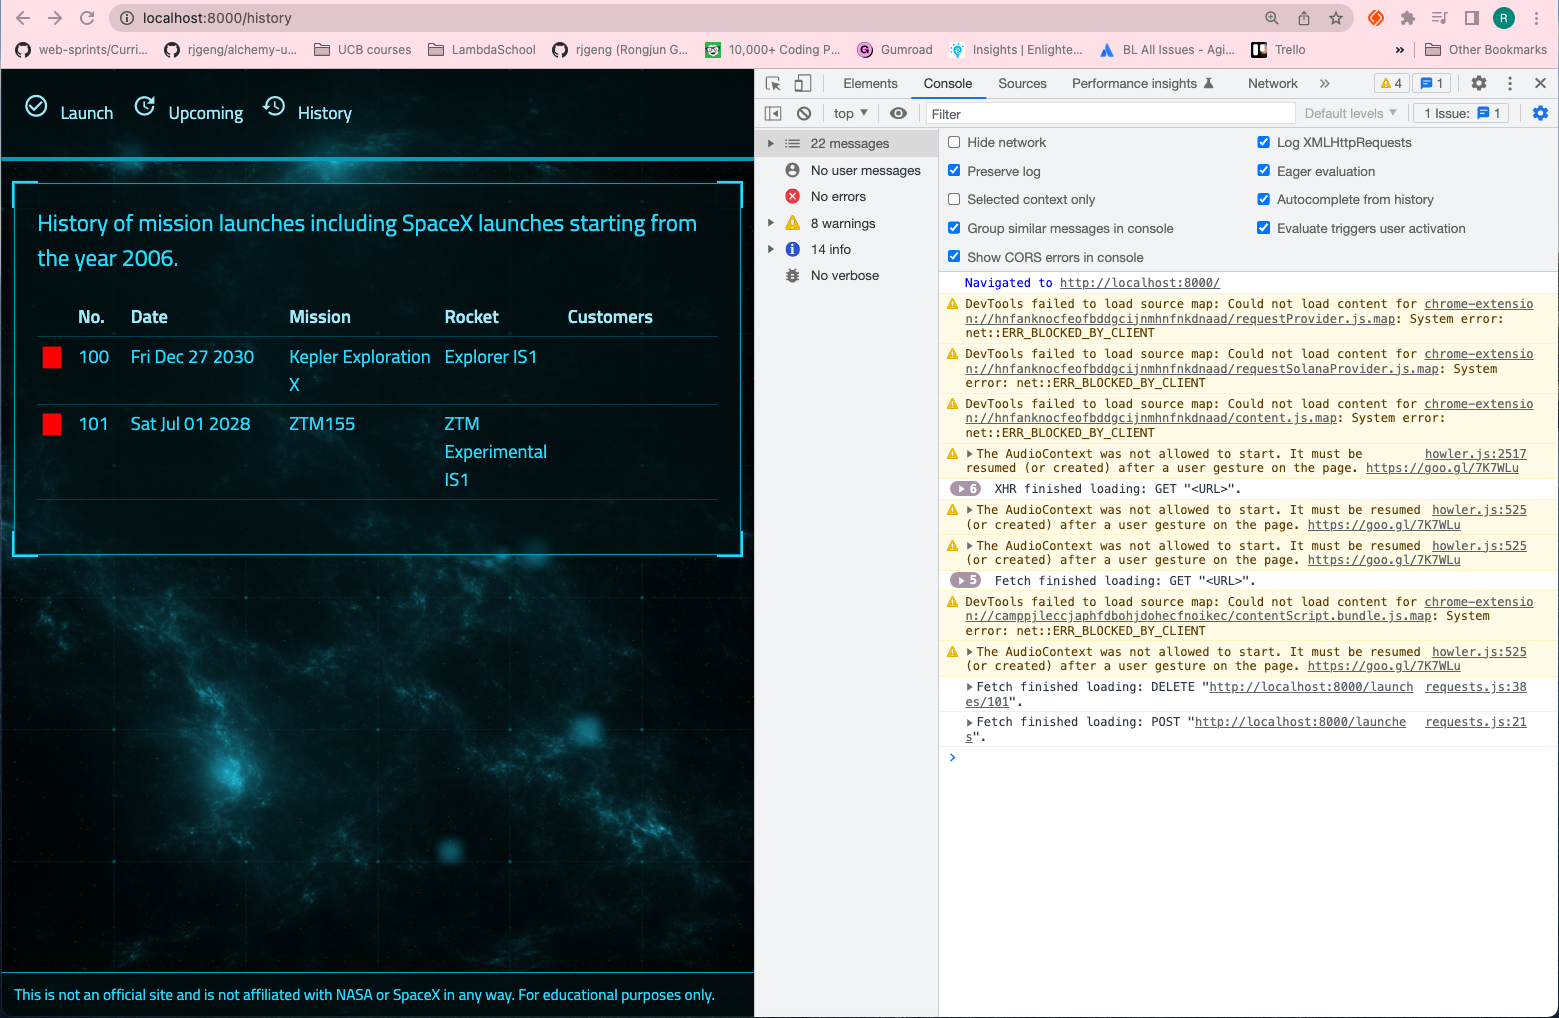 localhost:8000/history
R
web-sprints/Curri...
rjgeng/alchemy-u...
UCB courses
LambdaSchool
rjgeng (Rongjun G...
10,000+ Coding P...
Gumroad
Insights | Enlighte...
BL All Issues - Agi...
Trello
»
Other Bookmarks
Launch
Upcoming
History
History of mission launches including SpaceX launches starting from
the year 2006.
No. Date Mission Rocket Customers
100 Fri Dec 27 2030 Kepler Exploration Explorer IS1
X
101 Sat Jul 01 2028 ZTM155 ZTM
Experimental
IS1
This is not an official site and is not affiliated with NASA or SpaceX in any way. For educational purposes only.
Elements Console Sources Performance insights Network » 4 1
top Filter Default levels 1 Issue: 1
22 messages
No user messages
No errors
8 warnings
14 info
No verbose
Hide network Log XMLHttpRequests
Preserve log Eager evaluation
Selected context only Autocomplete from history
Group similar messages in console Evaluate triggers user activation
Show CORS errors in console
Navigated to http://localhost:8000/
DevTools failed to load source map: Could not load content for chrome-extensio
n://hnfanknocfeofbddgcijnmhnfnkdnaad/requestProvider.js.map: System error:
net::ERR_BLOCKED_BY_CLIENT
DevTools failed to load source map: Could not load content for chrome-extensio
n://hnfanknocfeofbddgcijnmhnfnkdnaad/requestSolanaProvider.js.map: System
error: net::ERR_BLOCKED_BY_CLIENT
DevTools failed to load source map: Could not load content for chrome-extensio
n://hnfanknocfeofbddgcijnmhnfnkdnaad/content.js.map: System error:
net::ERR_BLOCKED_BY_CLIENT
The AudioContext was not allowed to start. It must be howler.js:2517
resumed (or created) after a user gesture on the page. https://goo.gl/7K7WLu
6 XHR finished loading: GET "<URL>".
The AudioContext was not allowed to start. It must be resumed howler.js:525
(or created) after a user gesture on the page. https://goo.gl/7K7WLu
The AudioContext was not allowed to start. It must be resumed howler.js:525
(or created) after a user gesture on the page. https://goo.gl/7K7WLu
5 Fetch finished loading: GET "<URL>".
DevTools failed to load source map: Could not load content for chrome-extensio
n://camppjleccjaphfdbohjdohecfnoikec/contentScript.bundle.js.map: System
error: net::ERR_BLOCKED_BY_CLIENT
The AudioContext was not allowed to start. It must be resumed howler.js:525
(or created) after a user gesture on the page. https://goo.gl/7K7WLu
Fetch finished loading: DELETE "http://localhost:8000/launch requests.js:38
es/101".
Fetch finished loading: POST "http://localhost:8000/launche requests.js:21
s".